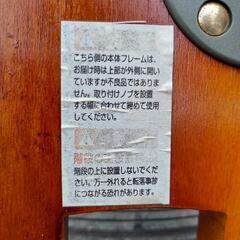 こちら側の本体フレームは、
お届け時は上部が外側に開い
ていますが不良品ではありま
せん。取り付けノブを設置
する幅に合わせて締めて使用
してください。
階段の上に設置しないでくだ
さい。万一外れると転落事故
につながる恐れがあります。